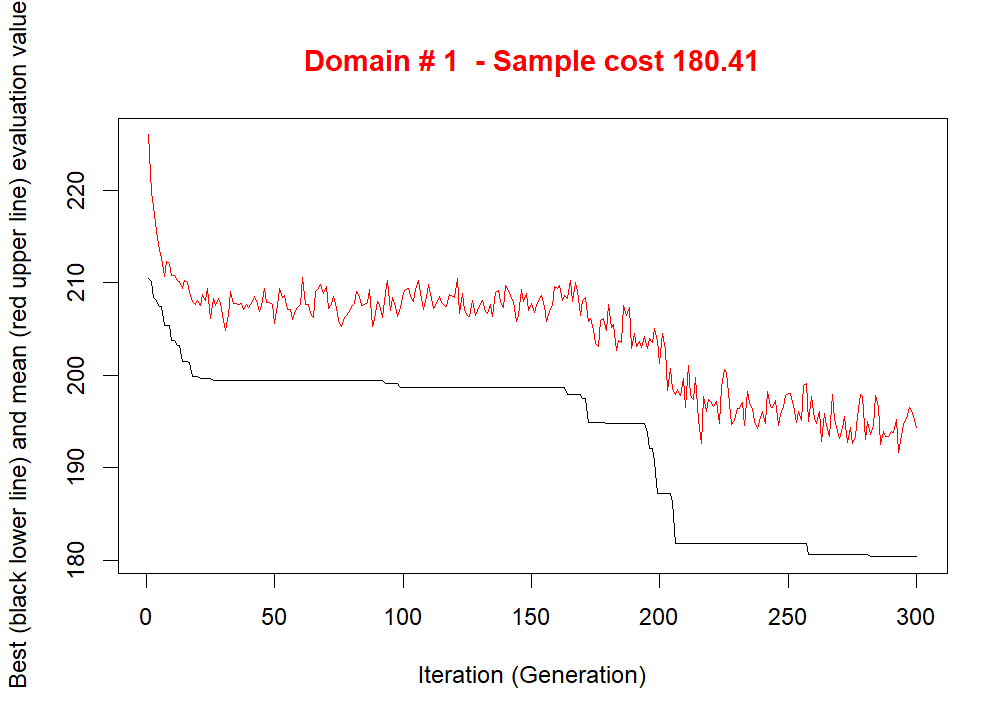 Domain # 1  - Sample cost 180.41
Best (black lower line) and mean (red upper line) evaluation value
220
210
200
190
180
0 50 100 150 200 250 300
Iteration (Generation)